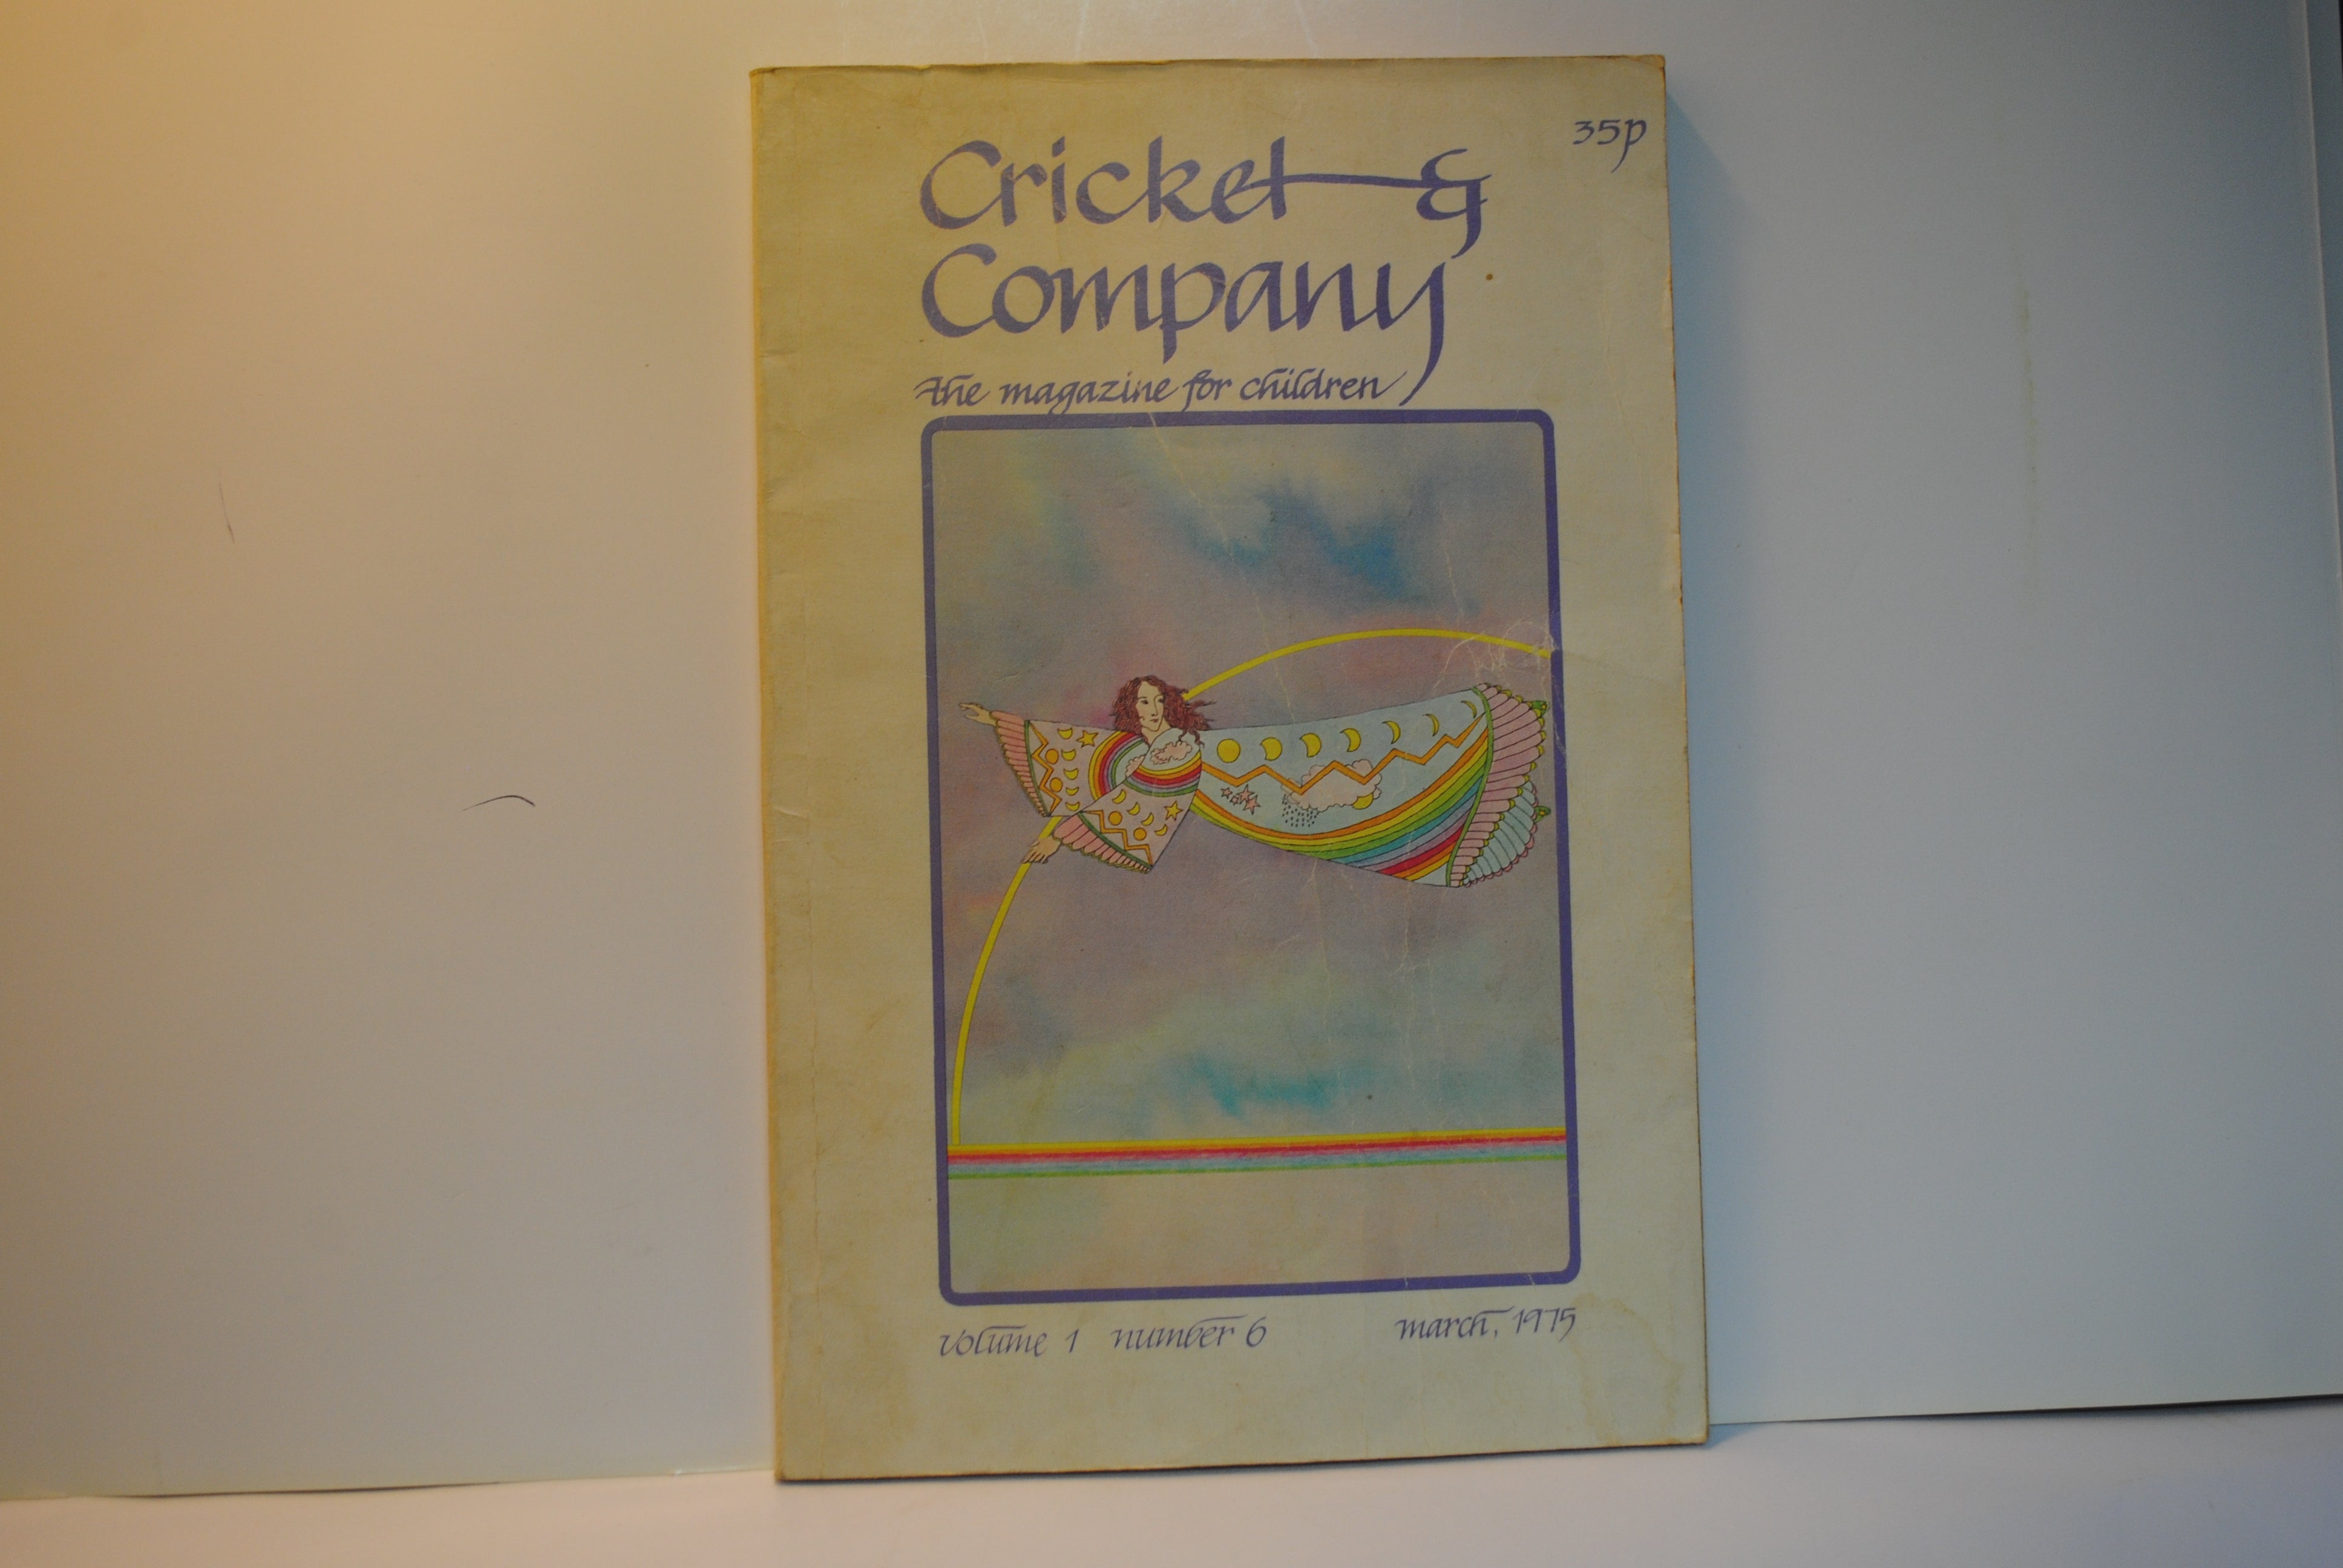 35p
Cricket &
Company
the magazine for children
volume 1 number 6 march, 1975